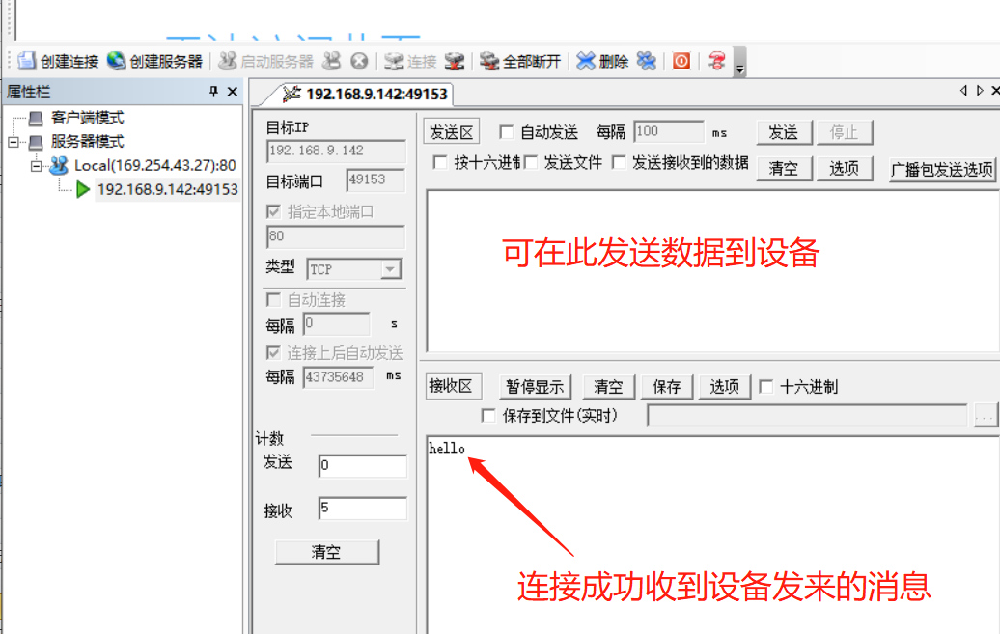 创建连接 创建服务器 启动服务器 连接 全部断开 删除
属性栏
客户端模式
服务器模式
Local(169.254.43.27):80
192.168.9.142:49153
192.168.9.142:49153
目标IP
192.168.9.142
目标端口 49153
指定本地端口
80
类型 TCP
自动连接
每隔 0 s
连接上后自动发送
每隔 43735648 ms
计数
发送 0
接收 5
清空
发送区 自动发送 每隔 100 ms 发送 停止
按十六进制 发送文件 发送接收到的数据 清空 选项 广播包发送选项
可在此发送数据到设备
接收区 暂停显示 清空 保存 选项 十六进制
保存到文件(实时) ...
hello
连接成功收到设备发来的消息